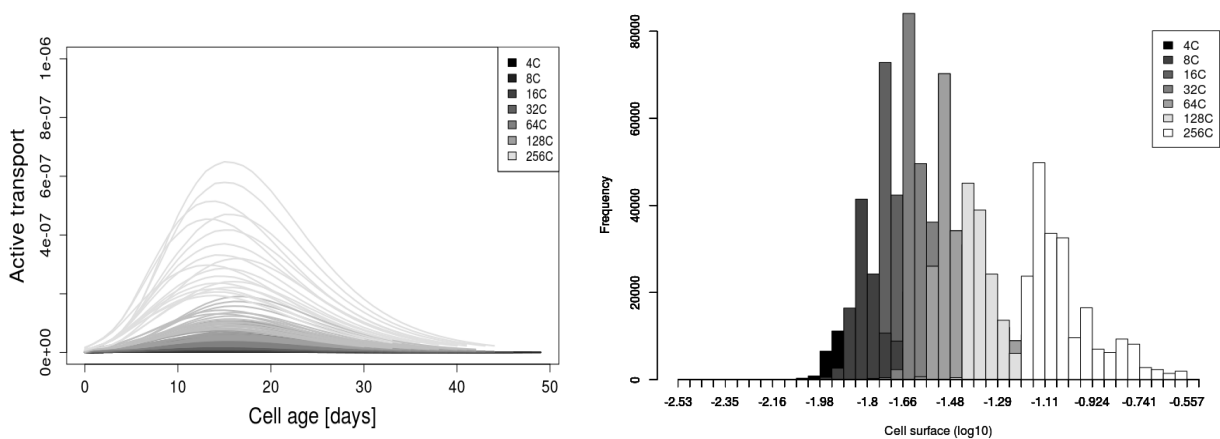 Active transport
1e-06
8e-07
6e-07
4e-07
0e+00
0
10
20
30
40
50
Cell age [days]
4C
8C
16C
32C
64C
128C
256C
Frequency
80000
60000
40000
20000
0
-2.53
-2.35
-2.16
-1.98
-1.8
-1.66
-1.48
-1.29
-1.11
-0.924
-0.741
-0.557
Cell surface (log10)
4C
8C
16C
32C
64C
128C
256C